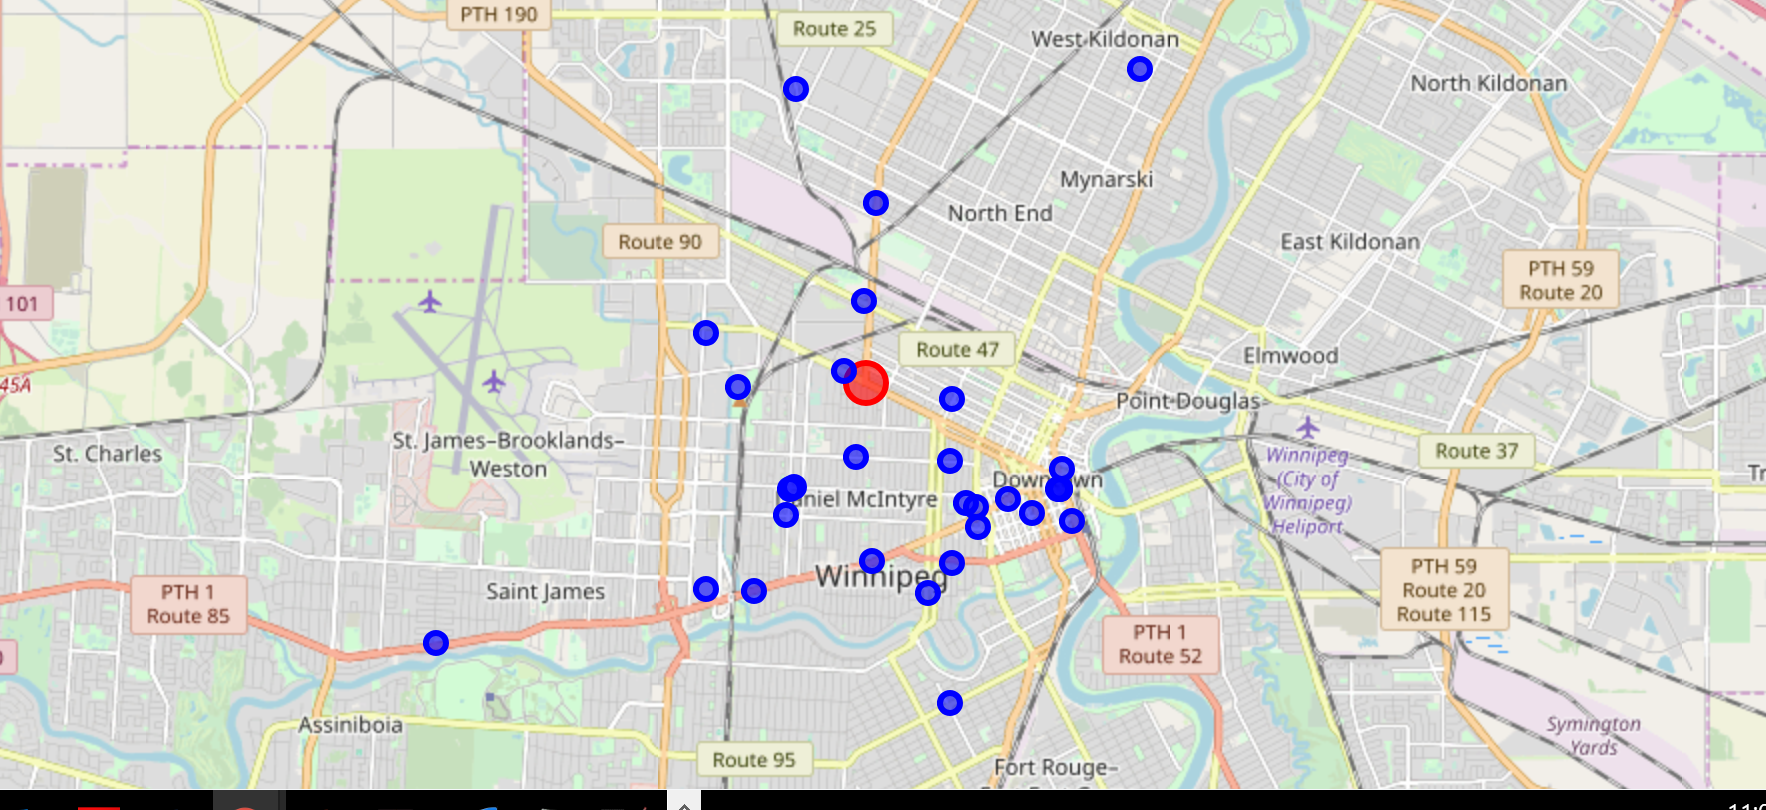 PTH 190
Route 25
West Kildonan
North Kildonan
Mynarski
North End
Route 90
East Kildonan
PTH 59
Route 20
101
Route 47
Elmwood
45A
Point Douglas
St. James–Brooklands–
Weston
St. Charles
Route 37
Winnipeg
(City of
Winnipeg)
Heliport
Downtown
niel McIntyre
Winnipeg
Saint James
PTH 1
Route 85
PTH 59
Route 20
Route 115
PTH 1
Route 52
Assiniboia
Symington
Yards
Route 95
Fort Rouge–